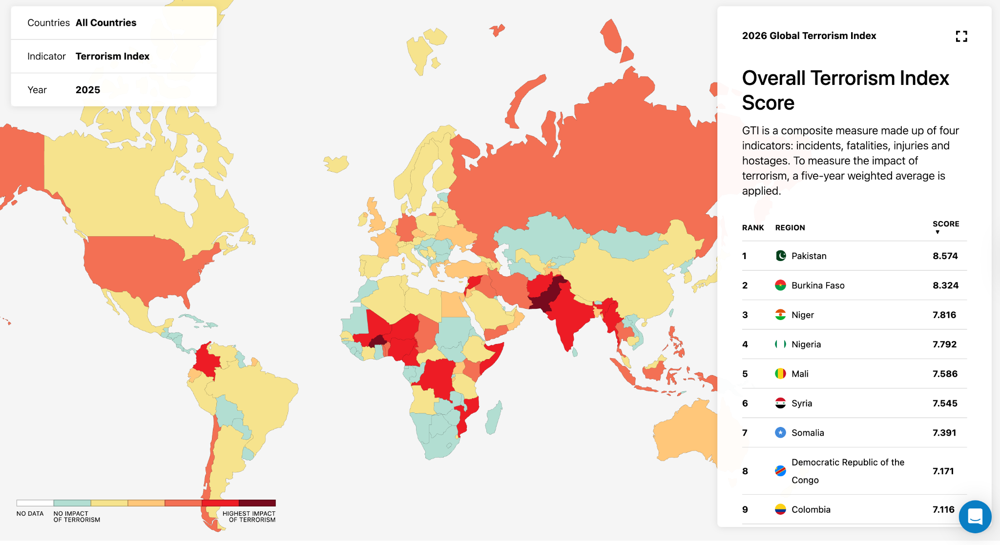 Countries All Countries
Indicator Terrorism Index
Year 2025
NO DATA
NO IMPACT
OF TERRORISM
HIGHEST IMPACT
OF TERRORISM
2026 Global Terrorism Index
Overall Terrorism Index
Score
GTI is a composite measure made up of four
indicators: incidents, fatalities, injuries and
hostages. To measure the impact of
terrorism, a five-year weighted average is
applied.
RANK REGION SCORE
1 Pakistan 8.574
2 Burkina Faso 8.324
3 Niger 7.816
4 Nigeria 7.792
5 Mali 7.586
6 Syria 7.545
7 Somalia 7.391
8 Democratic Republic of the
Congo 7.171
9 Colombia 7.116